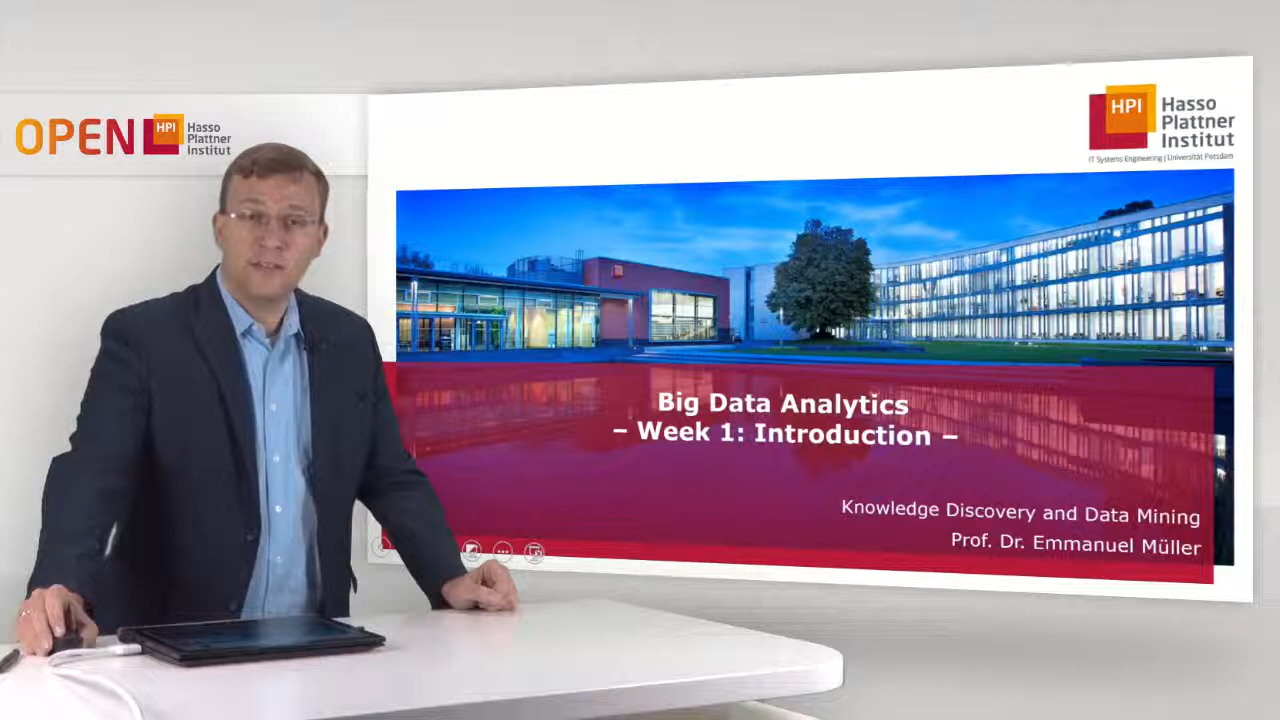 OPEN HPI Hasso
Plattner
Institut
HPI Hasso
Plattner
Institut
IT Systems Engineering | Universität Potsdam
Big Data Analytics
– Week 1: Introduction –
Knowledge Discovery and Data Mining
Prof. Dr. Emmanuel Müller